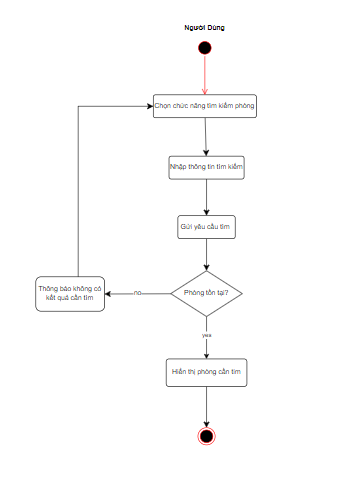 Người Dùng
Chọn chức năng tìm kiếm phòng
Nhập thông tin tìm kiếm
Gửi yêu cầu tìm
Phòng tồn tại?
no
Thông báo không có
kết quả cần tìm
yes
Hiển thị phòng cần tìm